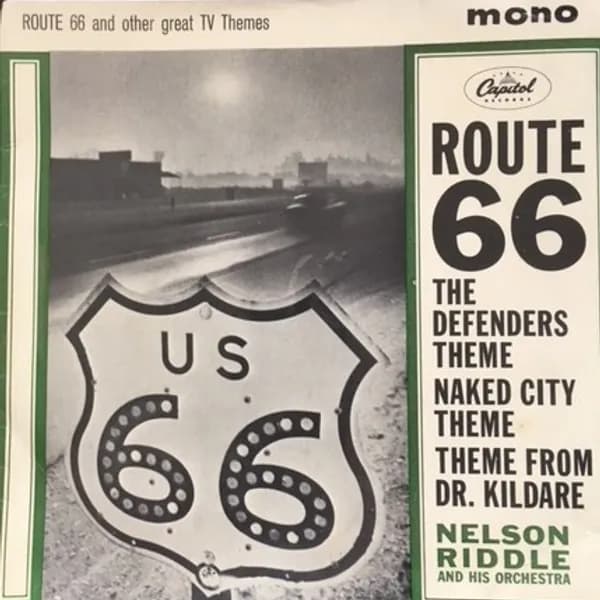 ROUTE 66 and other great TV Themes
mono
Capitol
RECORDS
ROUTE
66
THE
DEFENDERS
THEME
NAKED CITY
THEME
THEME FROM
DR. KILDARE
NELSON
RIDDLE
AND HIS ORCHESTRA
US
66